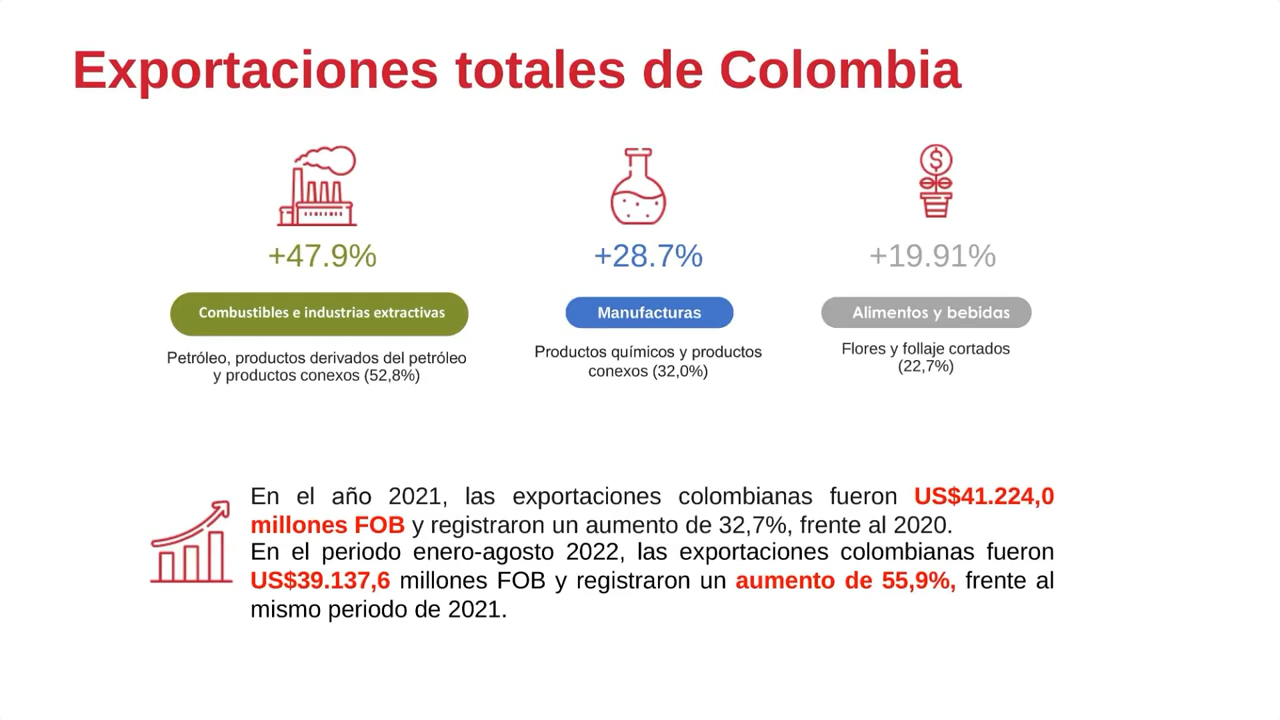 Exportaciones totales de Colombia
$
+47.9%
+28.7%
+19.91%
Combustibles e industrias extractivas
Manufacturas
Alimentos y bebidas
Petróleo, productos derivados del petróleo
y productos conexos (52,8%)
Productos químicos y productos
conexos (32,0%)
Flores y follaje cortados
(22,7%)
En el año 2021, las exportaciones colombianas fueron US$41.224,0
millones FOB y registraron un aumento de 32,7%, frente al 2020.
En el periodo enero-agosto 2022, las exportaciones colombianas fueron
US$39.137,6 millones FOB y registraron un aumento de 55,9%, frente al
mismo periodo de 2021.